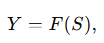 Y = F(S),